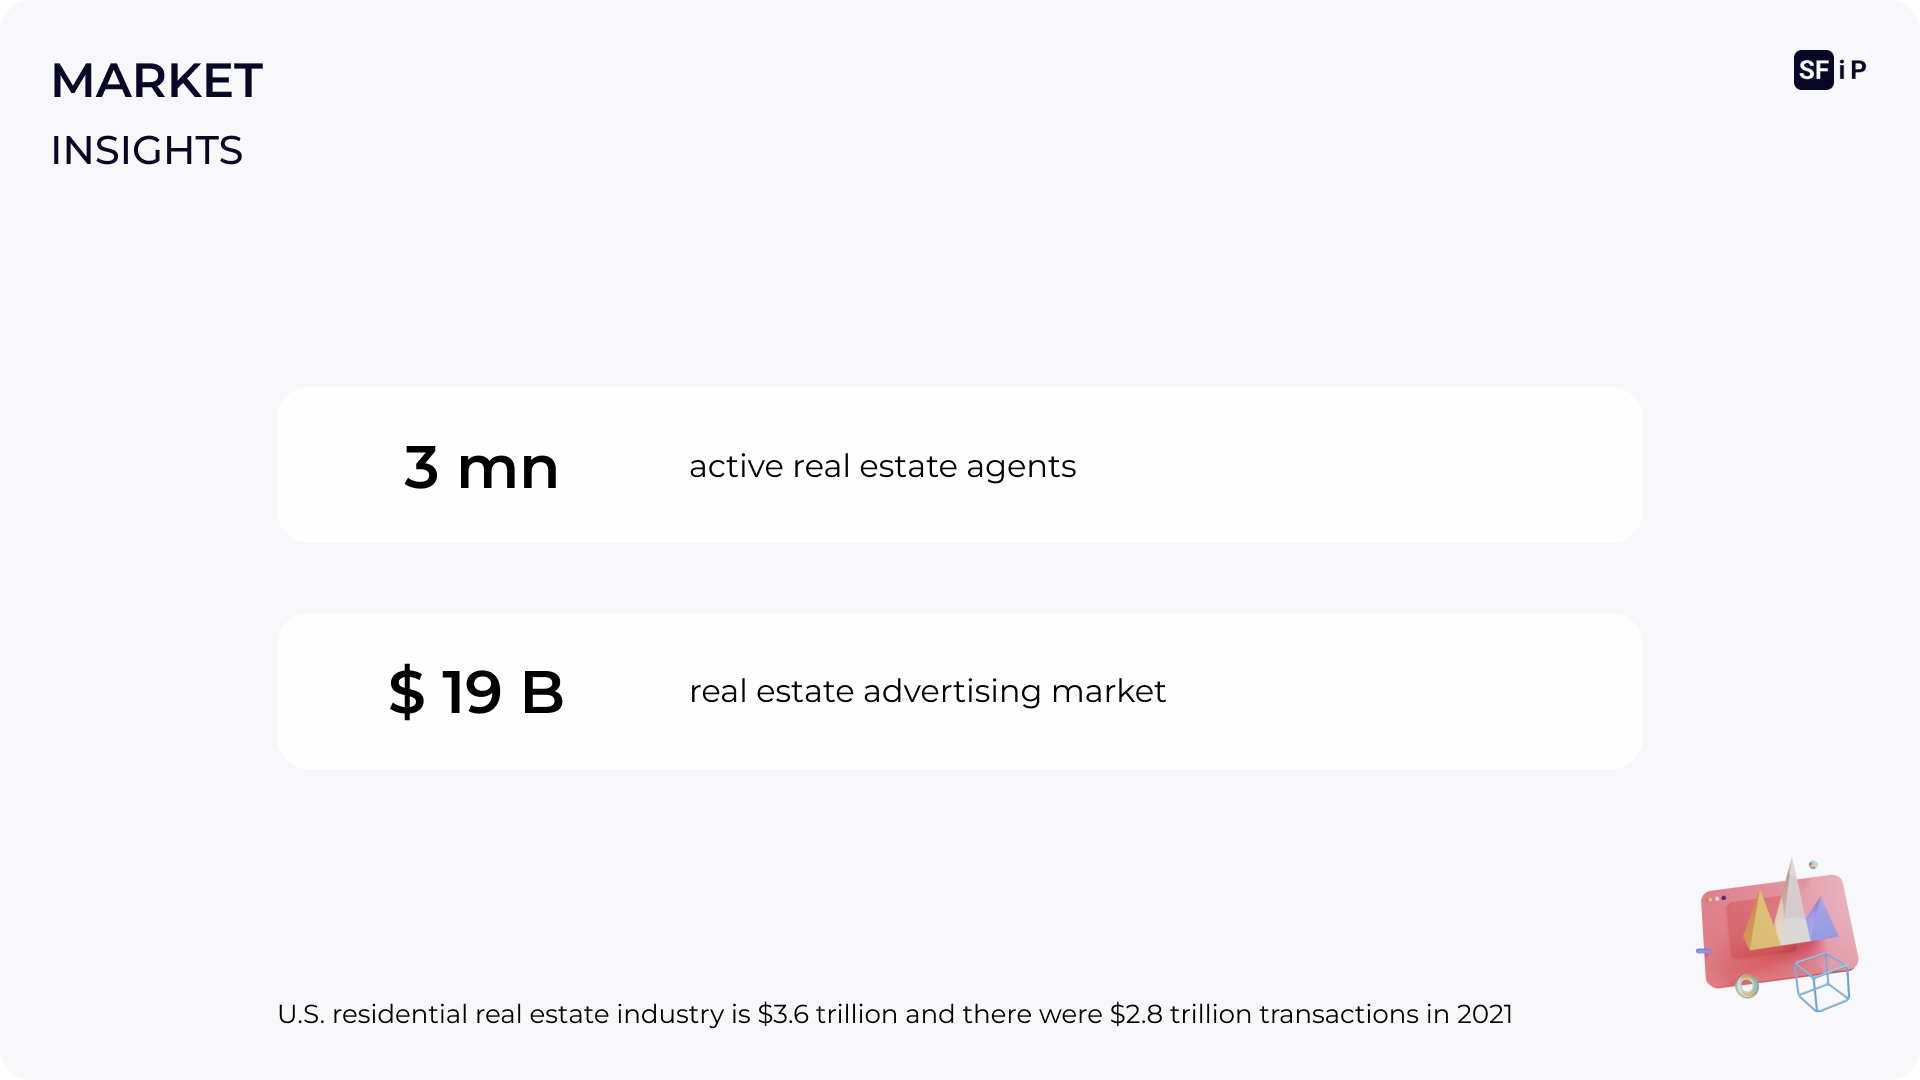 MARKET
INSIGHTS
SF i P
3 mn
active real estate agents
$ 19 B
real estate advertising market
U.S. residential real estate industry is $3.6 trillion and there were $2.8 trillion transactions in 2021